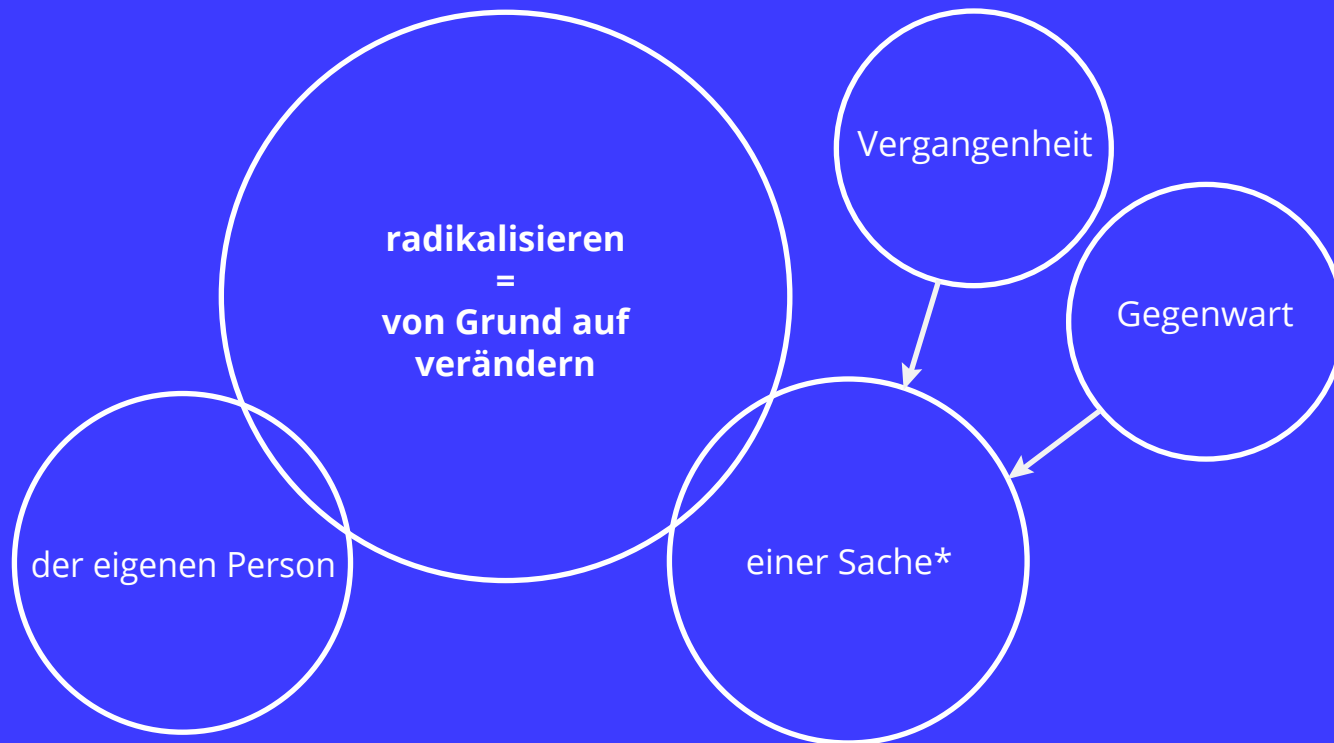 Vergangenheit
radikalisieren
=
von Grund auf
verändern
Gegenwart
der eigenen Person
einer Sache*